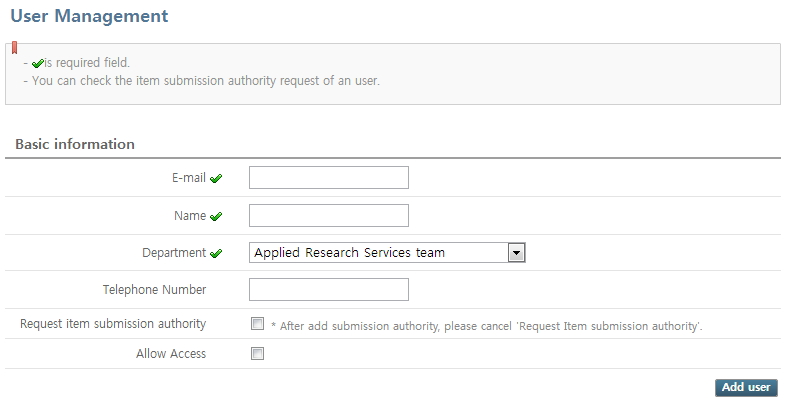 User Management
- is required field.
- You can check the item submission authority request of an user.
Basic information
E-mail
Name
Department Applied Research Services team
Telephone Number
Request item submission authority * After add submission authority, please cancel 'Request Item submission authority'.
Allow Access
Add user